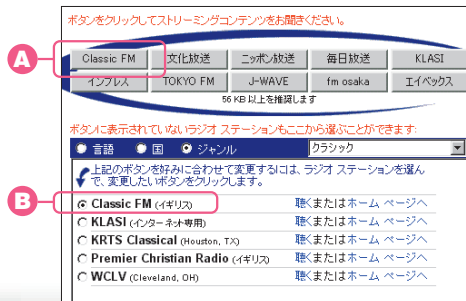 ボタンをクリックしてストリーミングコンテンツをお聞きください。
A
Classic FM 文化放送 ニッポン放送 毎日放送 KLASI
インプレス TOKYO FM J-WAVE fm osaka エイベックス
56 KB 以上を推奨します
ボタンに表示されていないラジオ ステーションもここから選ぶことができます:
言語 国 ジャンル クラシック
上記のボタンを好みに合わせて変更するには、ラジオ ステーションを選ん
で、変更したいボタンをクリックします。
B
Classic FM (イギリス) 聴くまたはホーム ページへ
KLASI (インターネット専用) 聴くまたはホーム ページへ
KRTS Classical (Houston, TX) 聴くまたはホーム ページへ
Premier Christian Radio (イギリス) 聴くまたはホーム ページへ
WCLV (Cleveland, OH) 聴くまたはホーム ページへ